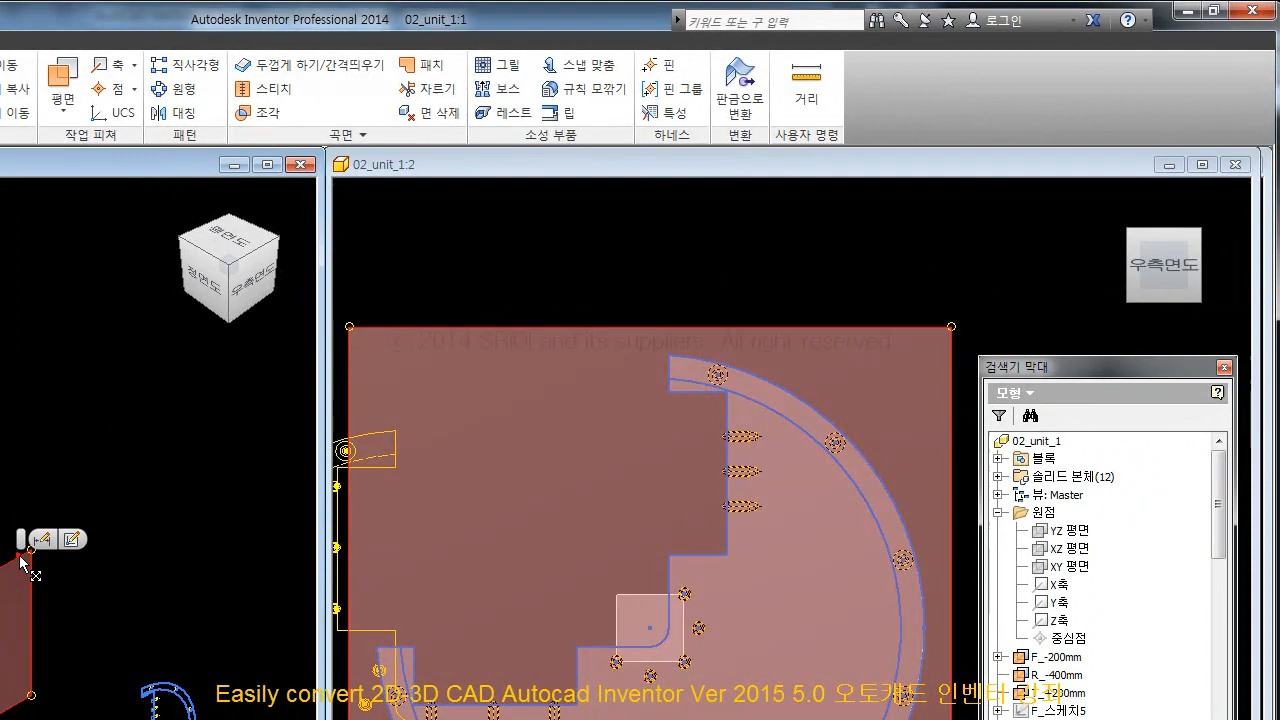 Autodesk Inventor Professional 2014 02_unit_1:1
키워드 또는 구 입력
로그인
이동
복사
이동
평면
축
점
UCS
작업 피쳐
직사각형
원형
대칭
패턴
두껍게 하기/간격띄우기
스티치
조각
패치
자르기
면 삭제
곡면
그릴
보스
레스트
스냅 맞춤
규칙 모깎기
립
소성 부품
핀
핀 그룹
특성
하네스
판금으로
변환
변환
거리
사용자 명령
02_unit_1:2
평면도
정면도
우측면도
우측면도
© 2014 SRIDI and its suppliers. All right reserved
검색기 막대
모형
02_unit_1
블록
솔리드 본체(12)
뷰: Master
원점
YZ 평면
XZ 평면
XY 평면
X축
Y축
Z축
중심점
F_-200mm
R_-400mm
F_스케치5
Easily convert 2D-3D CAD Autocad Inventor Ver 2015 5.0 오토캐드 인벤터 강좌